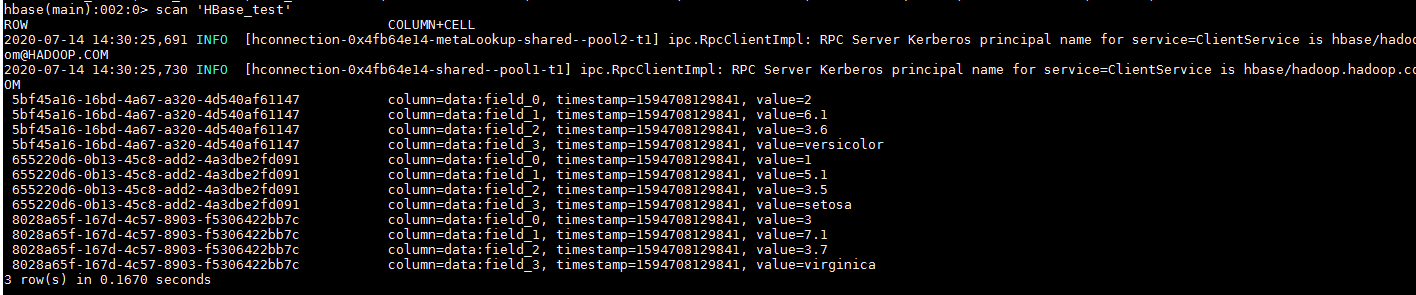 hbase(main):002:0> scan 'HBase_test'
ROW                                            COLUMN+CELL
2020-07-14 14:30:25,691 INFO  [hconnection-0x4fb64e14-metaLookup-shared--pool2-t1] ipc.RpcClientImpl: RPC Server Kerberos principal name for service=ClientService is hbase/hado
om@HADOOP.COM
2020-07-14 14:30:25,730 INFO  [hconnection-0x4fb64e14-shared--pool1-t1] ipc.RpcClientImpl: RPC Server Kerberos principal name for service=ClientService is hbase/hadoop.hadoop.co
OM
 5bf45a16-16bd-4a67-a320-4d540af61147           column=data:field_0, timestamp=1594708129841, value=2
 5bf45a16-16bd-4a67-a320-4d540af61147           column=data:field_1, timestamp=1594708129841, value=6.1
 5bf45a16-16bd-4a67-a320-4d540af61147           column=data:field_2, timestamp=1594708129841, value=3.6
 5bf45a16-16bd-4a67-a320-4d540af61147           column=data:field_3, timestamp=1594708129841, value=versicolor
 655220d6-0b13-45c8-add2-4a3dbe2fd091           column=data:field_0, timestamp=1594708129841, value=1
 655220d6-0b13-45c8-add2-4a3dbe2fd091           column=data:field_1, timestamp=1594708129841, value=5.1
 655220d6-0b13-45c8-add2-4a3dbe2fd091           column=data:field_2, timestamp=1594708129841, value=3.5
 655220d6-0b13-45c8-add2-4a3dbe2fd091           column=data:field_3, timestamp=1594708129841, value=setosa
 8028a65f-167d-4c57-8903-f5306422bb7c           column=data:field_0, timestamp=1594708129841, value=3
 8028a65f-167d-4c57-8903-f5306422bb7c           column=data:field_1, timestamp=1594708129841, value=7.1
 8028a65f-167d-4c57-8903-f5306422bb7c           column=data:field_2, timestamp=1594708129841, value=3.7
 8028a65f-167d-4c57-8903-f5306422bb7c           column=data:field_3, timestamp=1594708129841, value=virginica
3 row(s) in 0.1670 seconds